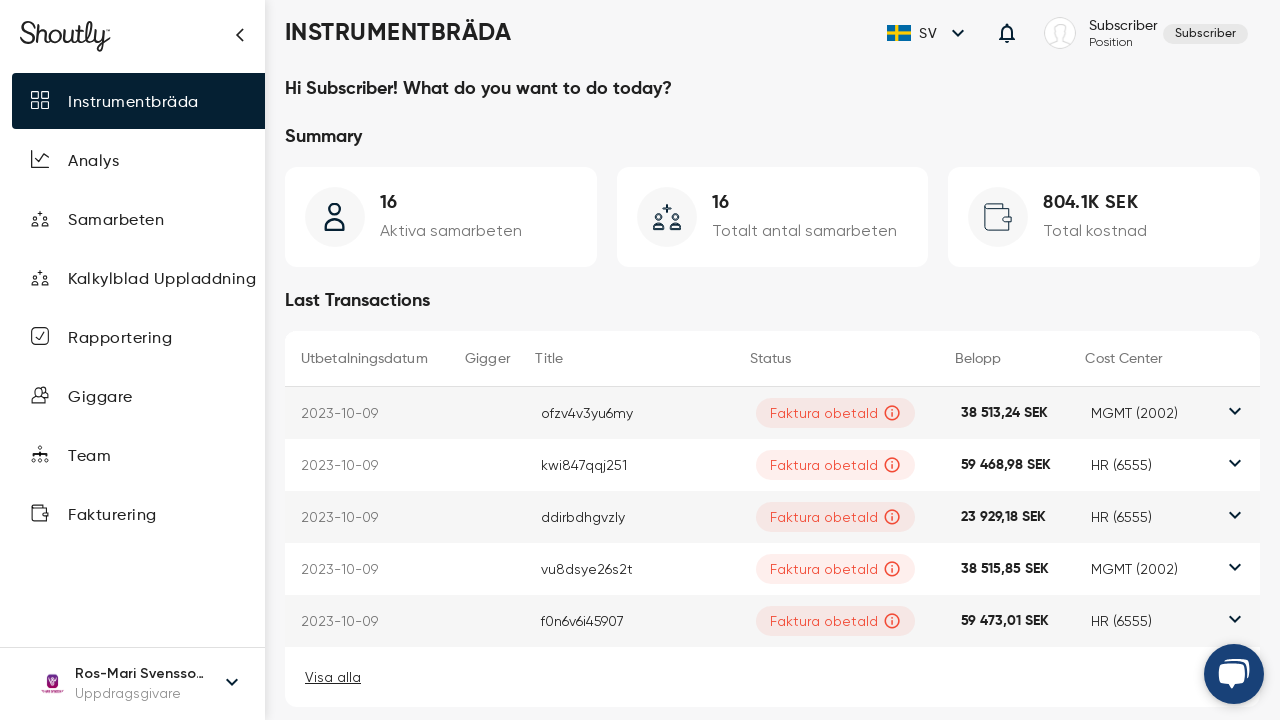 Shoutly
INSTRUMENTBRÄDA
SV
Subscriber
Position
Subscriber
Instrumentbräda
Analys
Samarbeten
Kalkylblad Uppladdning
Rapportering
Giggare
Team
Fakturering
Ros-Mari Svensso...
Uppdragsgivare
Hi Subscriber! What do you want to do today?
Summary
16
Aktiva samarbeten
16
Totalt antal samarbeten
804.1K SEK
Total kostnad
Last Transactions
Utbetalningsdatum Gigger Title Status Belopp Cost Center
2023-10-09 ofzv4v3yu6my Faktura obetald 38 513,24 SEK MGMT (2002)
2023-10-09 kwi847qqj251 Faktura obetald 59 468,98 SEK HR (6555)
2023-10-09 ddirbdhgvzly Faktura obetald 23 929,18 SEK HR (6555)
2023-10-09 vu8dsye26s2t Faktura obetald 38 515,85 SEK MGMT (2002)
2023-10-09 f0n6v6i45907 Faktura obetald 59 473,01 SEK HR (6555)
Visa alla